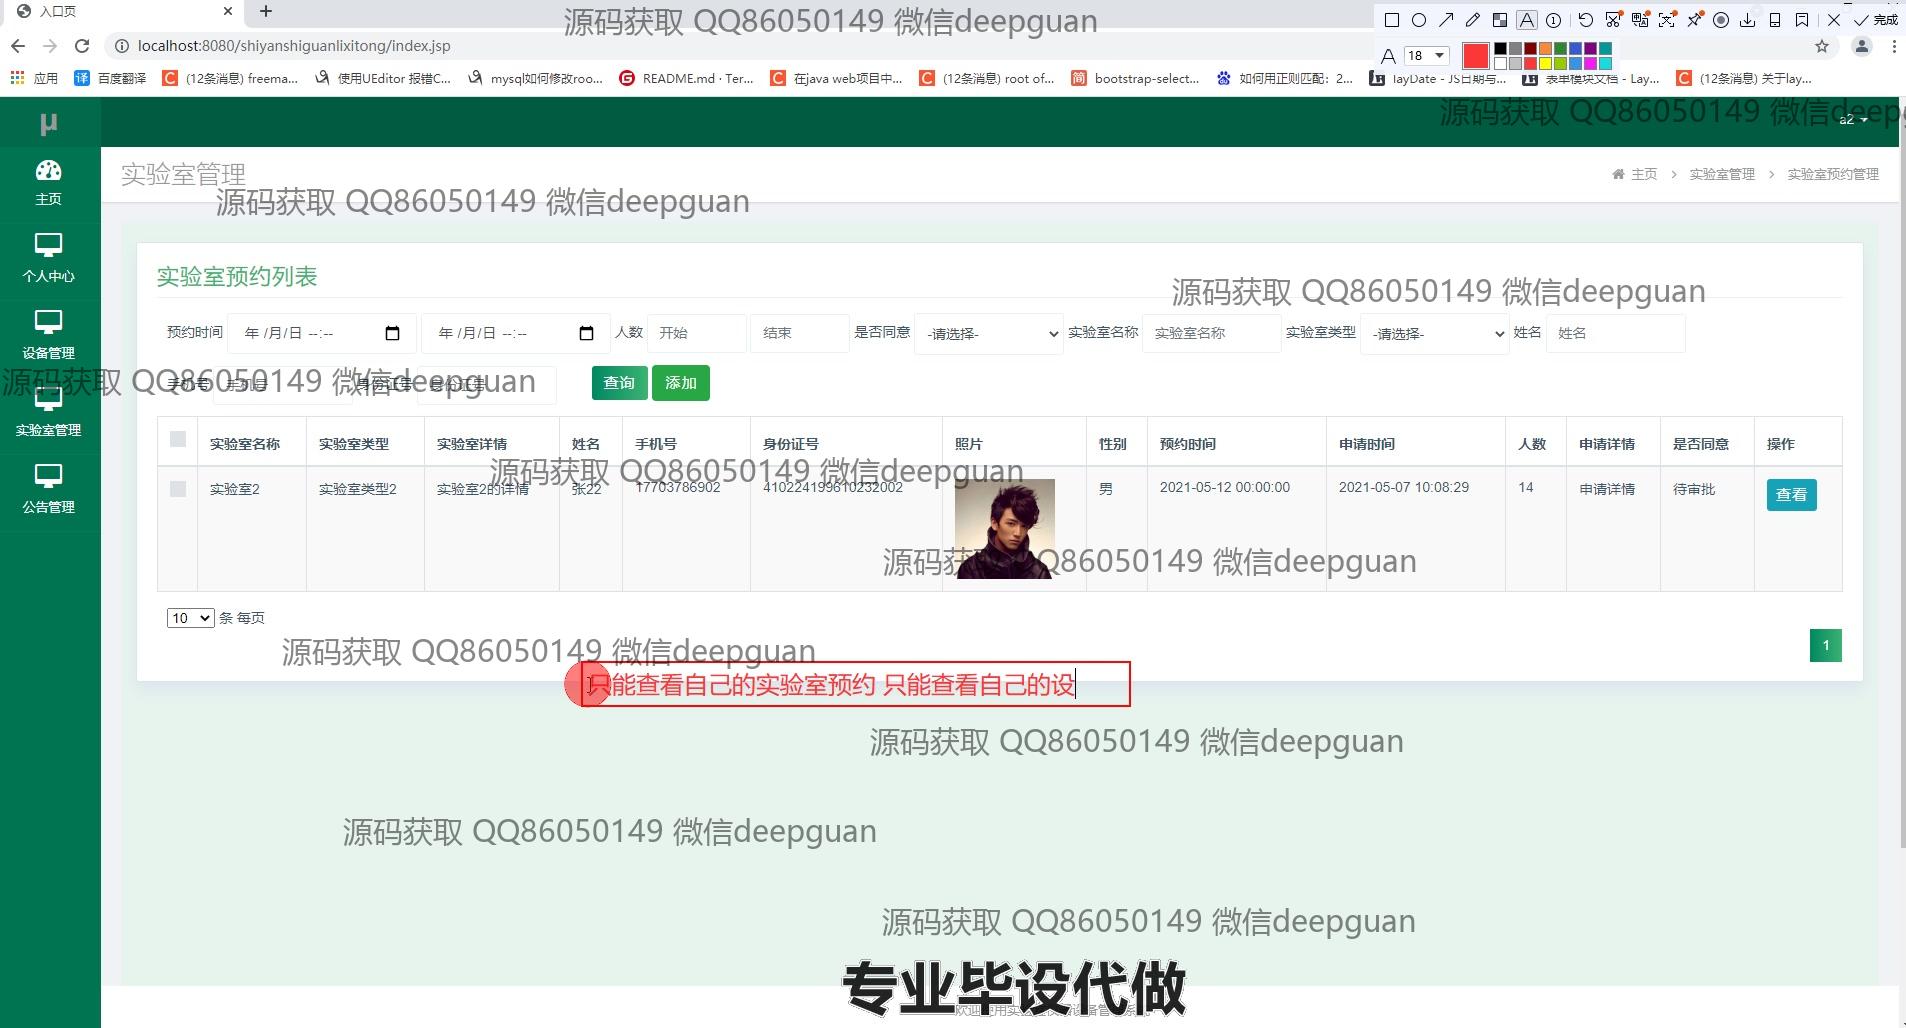 入口页
源码获取 QQ86050149 微信deepguan
完成
localhost:8080/shiyanshiguanlixitong/index.jsp
18
应用 百度翻译 (12条消息) freema... 使用UEditor 报错C... mysql如何修改roo... README.md · Ter... 在java web项目中... (12条消息) root of... bootstrap-select... 如何用正则匹配：2... layDate - JS日期与... 表单模块文档 - Lay... (12条消息) 关于lay...
μ
源码获取 QQ86050149 微信deepg
a2
主页
个人中心
设备管理
实验室管理
公告管理
实验室管理
主页 > 实验室管理 > 实验室预约管理
源码获取 QQ86050149 微信deepguan
实验室预约列表
源码获取 QQ86050149 微信deepguan
预约时间 年 /月/日 --:-- 年 /月/日 --:-- 人数 开始 结束 是否同意 -请选择- 实验室名称 实验室名称 实验室类型 -请选择- 姓名 姓名
手机号 手机号 身份证号 身份证号 查询 添加
源码获取 QQ86050149 微信deepguan
实验室名称 实验室类型 实验室详情 姓名 手机号 身份证号 照片 性别 预约时间 申请时间 人数 申请详情 是否同意 操作
源码获取 QQ86050149 微信deepguan
实验室2 实验室类型2 实验室2的详情 张22 17703786902 410224199610232002 男 2021-05-12 00:00:00 2021-05-07 10:08:29 14 申请详情 待审批 查看
源码获取 QQ86050149 微信deepguan
10 条 每页
1
源码获取 QQ86050149 微信deepguan
只能查看自己的实验室预约 只能查看自己的设
源码获取 QQ86050149 微信deepguan
源码获取 QQ86050149 微信deepguan
源码获取 QQ86050149 微信deepguan
专业毕设代做